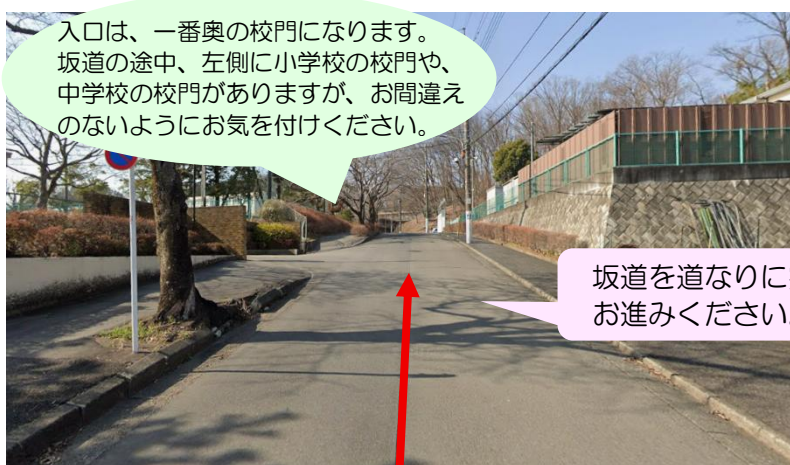 入口は、一番奥の校門になります。
坂道の途中、左側に小学校の校門や、
中学校の校門がありますが、お間違え
のないようにお気を付けください。
坂道を道なりに
お進みください